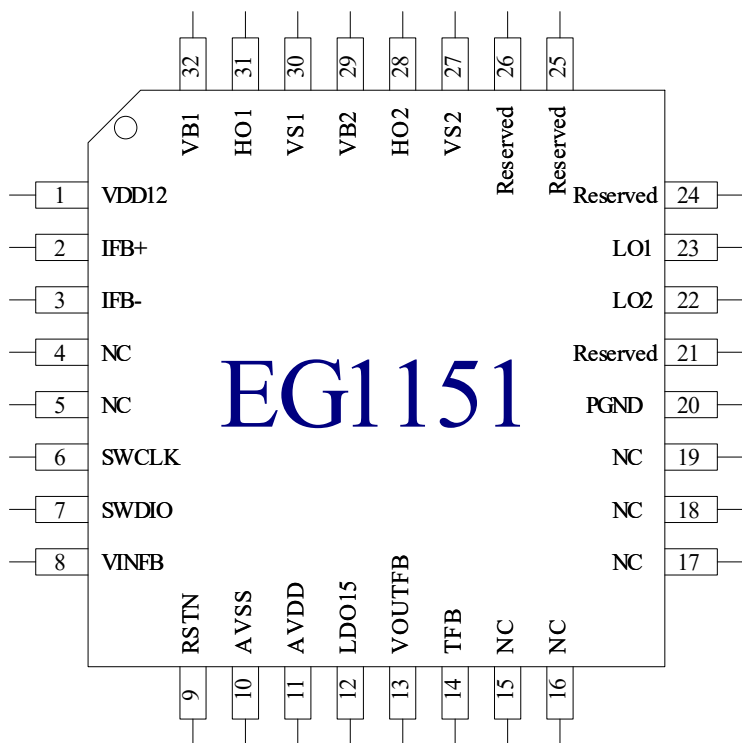 32 31 30 29 28 27 26 25
VB1 HO1 VS1 VB2 HO2 VS2 Reserved Reserved
1 VDD12
Reserved 24
2 IFB+
LO1 23
3 IFB-
LO2 22
4 NC
Reserved 21
5 NC
PGND 20
6 SWCLK
NC 19
7 SWDIO
NC 18
8 VINFB
NC 17
EG1151
RSTN AVSS AVDD LDO15 VOUTFB TFB NC NC
9 10 11 12 13 14 15 16